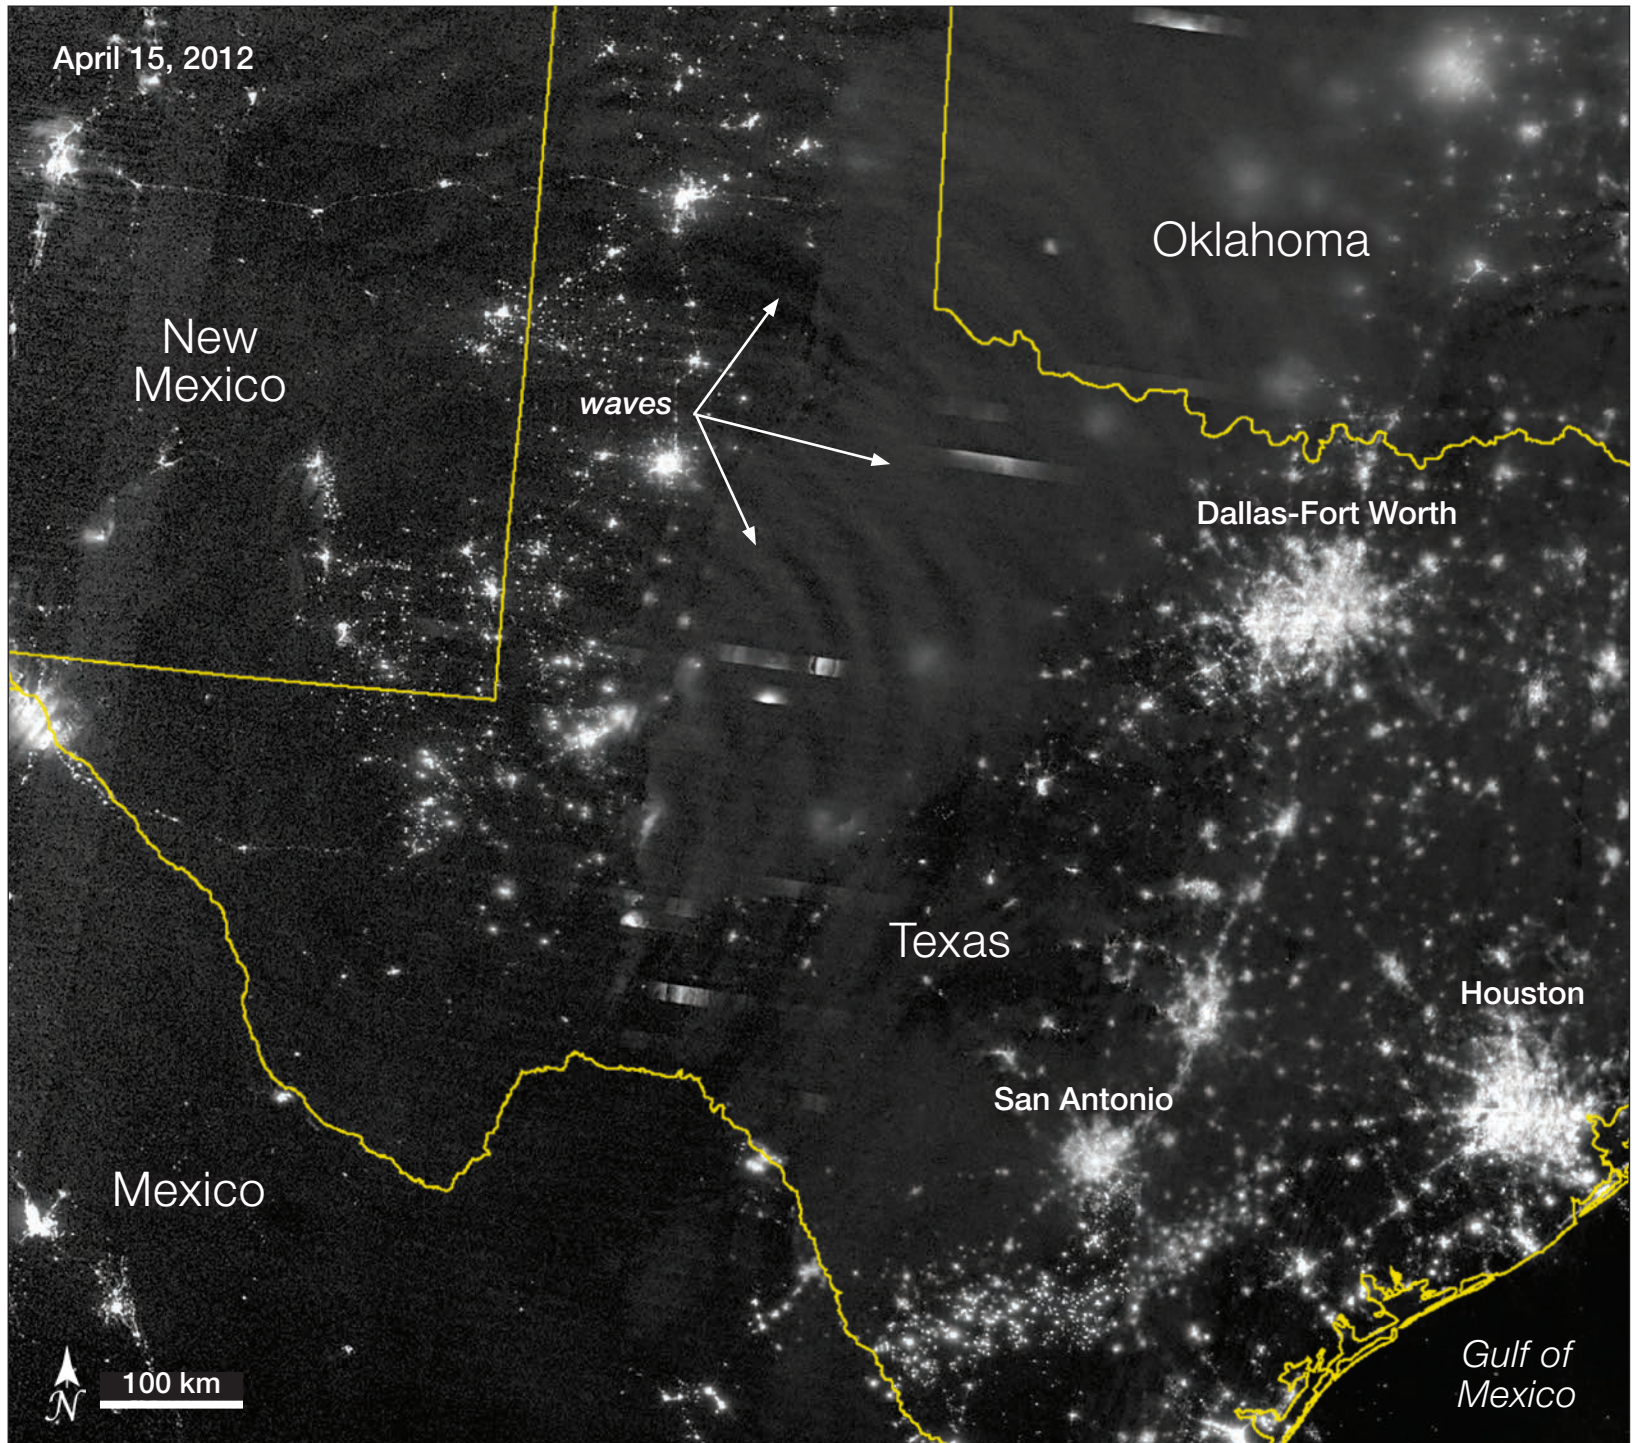 April 15, 2012
Oklahoma
New
Mexico
waves
Dallas-Fort Worth
Texas
Houston
San Antonio
Mexico
Gulf of
Mexico
N
100 km